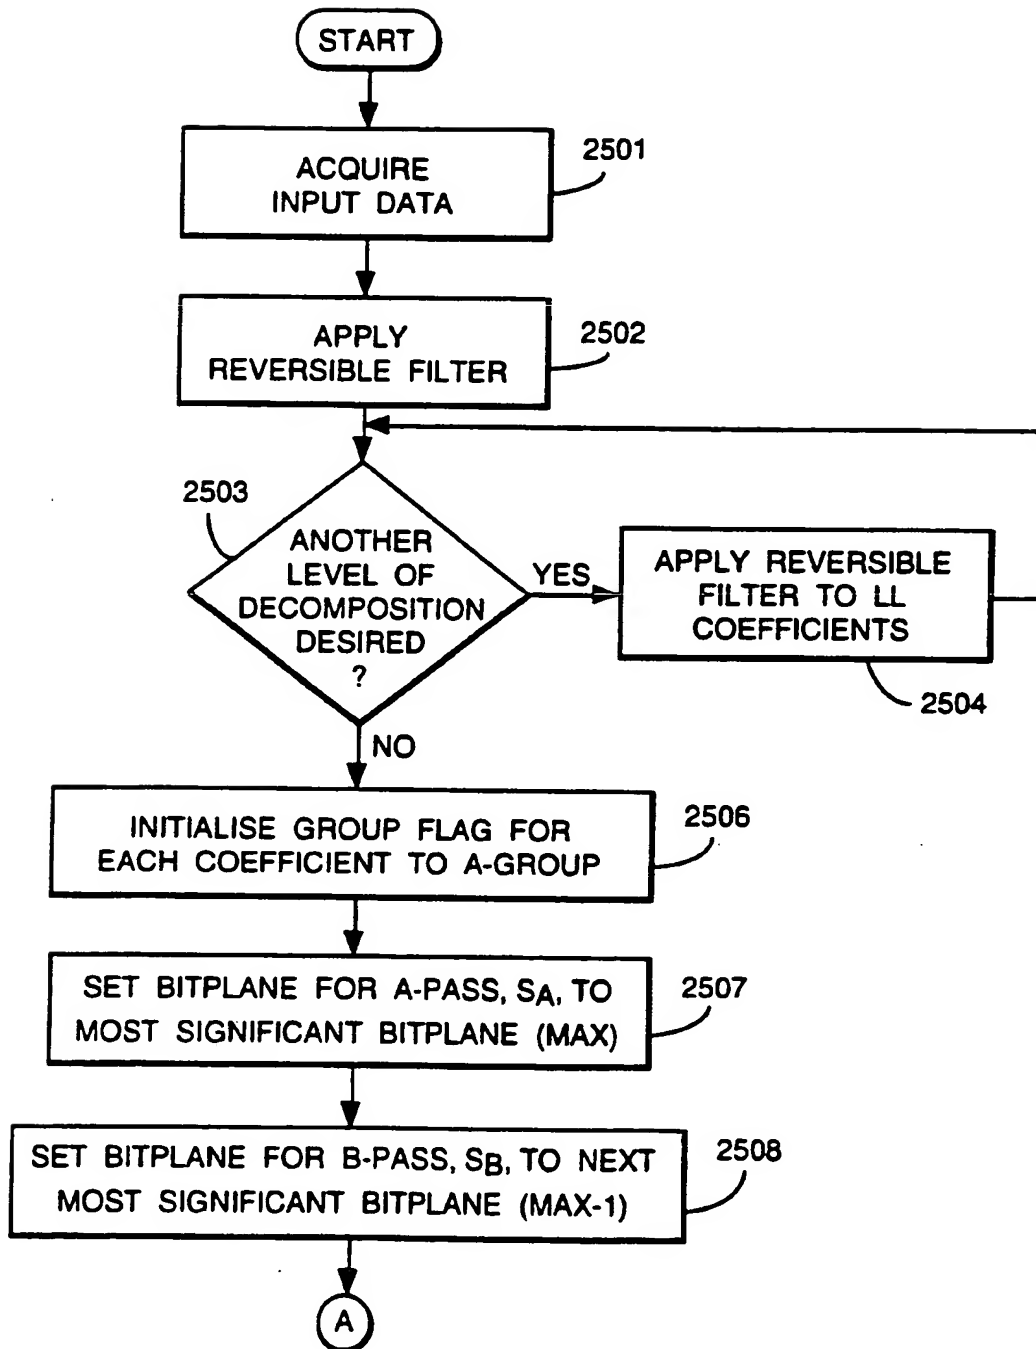 START
ACQUIRE
INPUT DATA
2501
APPLY
REVERSIBLE FILTER
2502
2503
ANOTHER
LEVEL OF
DECOMPOSITION
DESIRED
?
YES
APPLY REVERSIBLE
FILTER TO LL
COEFFICIENTS
2504
NO
INITIALISE GROUP FLAG FOR
EACH COEFFICIENT TO A-GROUP
2506
SET BITPLANE FOR A-PASS, SA, TO
MOST SIGNIFICANT BITPLANE (MAX)
2507
SET BITPLANE FOR B-PASS, SB, TO NEXT
MOST SIGNIFICANT BITPLANE (MAX-1)
2508
A